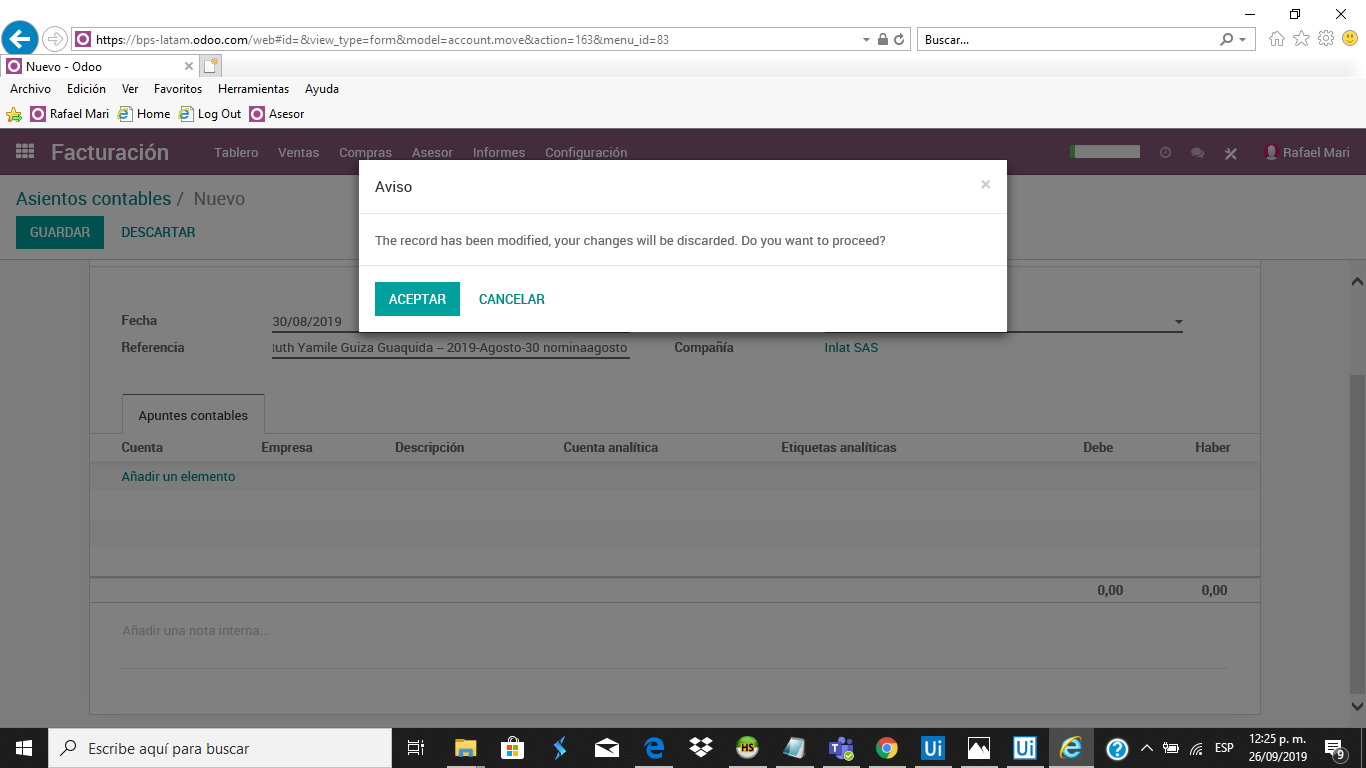 https://bps-latam.odoo.com/web#id=&view_type=form&model=account.move&action=163&menu_id=83
Buscar...
Nuevo - Odoo
Archivo Edición Ver Favoritos Herramientas Ayuda
Rafael Mari Home Log Out Asesor
Facturación Tablero Ventas Compras Asesor Informes Configuración Rafael Mari
Aviso
Asientos contables / Nuevo
GUARDAR DESCARTAR
The record has been modified, your changes will be discarded. Do you want to proceed?
ACEPTAR CANCELAR
Fecha 30/08/2019
Referencia uth Yamile Guiza Guaquida -- 2019-Agosto-30 nominaagosto Compañía Inlat SAS
Apuntes contables
Cuenta Empresa Descripción Cuenta analítica Etiquetas analíticas Debe Haber
Añadir un elemento
0,00 0,00
Añadir una nota interna...
Escribe aquí para buscar
HS
Ui
Ui
ESP
12:25 p. m.
26/09/2019
9